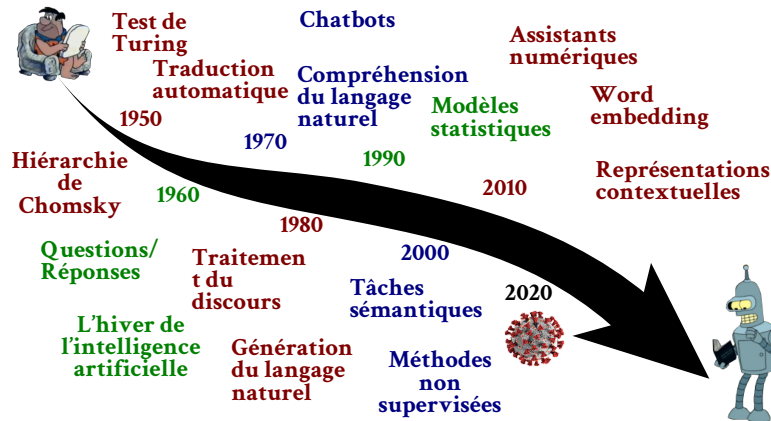 Test de
Turing
Traduction
automatique
1950
Hiérarchie
de
Chomsky
1960
Questions/
Réponses
L'hiver de
l'intelligence
artificielle
Chatbots
Compréhension
du langage
naturel
1970
1980
Traitemen
t du
discours
Génération
du langage
naturel
Modèles
statistiques
1990
2000
Tâches
sémantiques
Méthodes
non
supervisées
Assistants
numériques
Word
embedding
Représentations
contextuelles
2010
2020